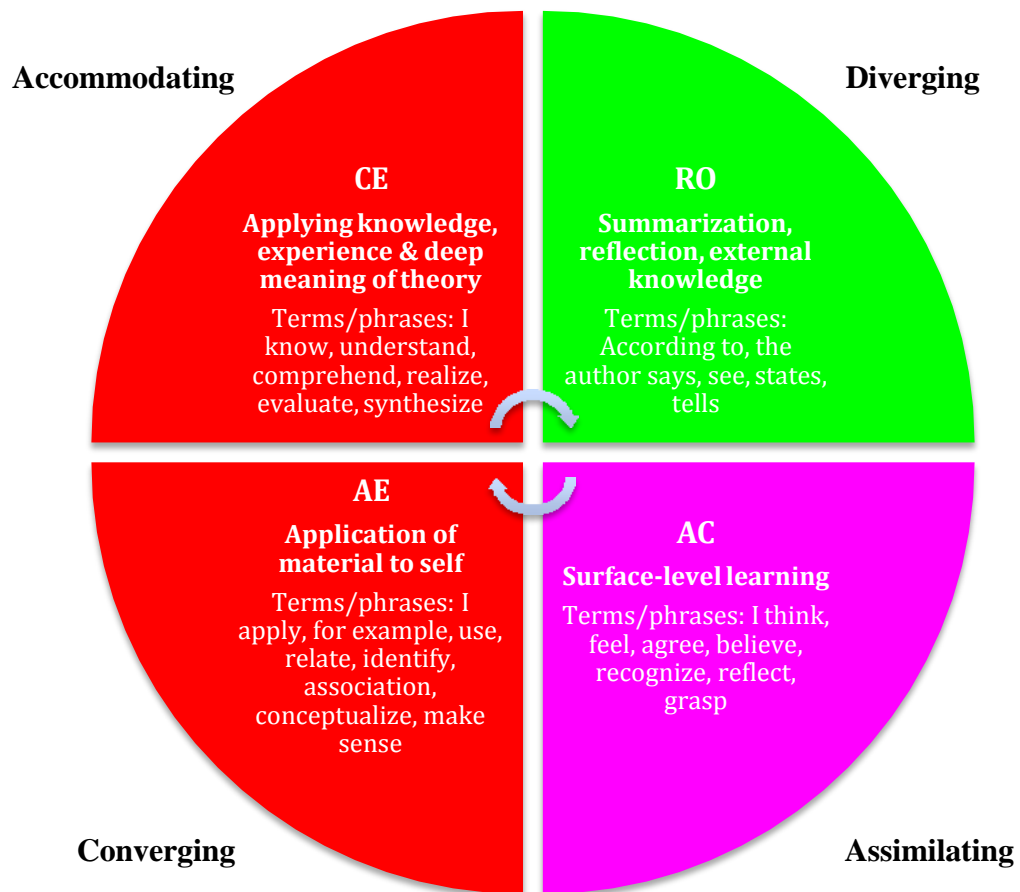 Accommodating
Diverging
CE
Applying knowledge,
experience & deep
meaning of theory
Terms/phrases: I
know, understand,
comprehend, realize,
evaluate, synthesize
RO
Summarization,
reflection, external
knowledge
Terms/phrases:
According to, the
author says, see, states,
tells
AE
Application of
material to self
Terms/phrases: I
apply, for example, use,
relate, identify,
association,
conceptualize, make
sense
AC
Surface-level learning
Terms/phrases: I think,
feel, agree, believe,
recognize, reflect,
grasp
Converging
Assimilating